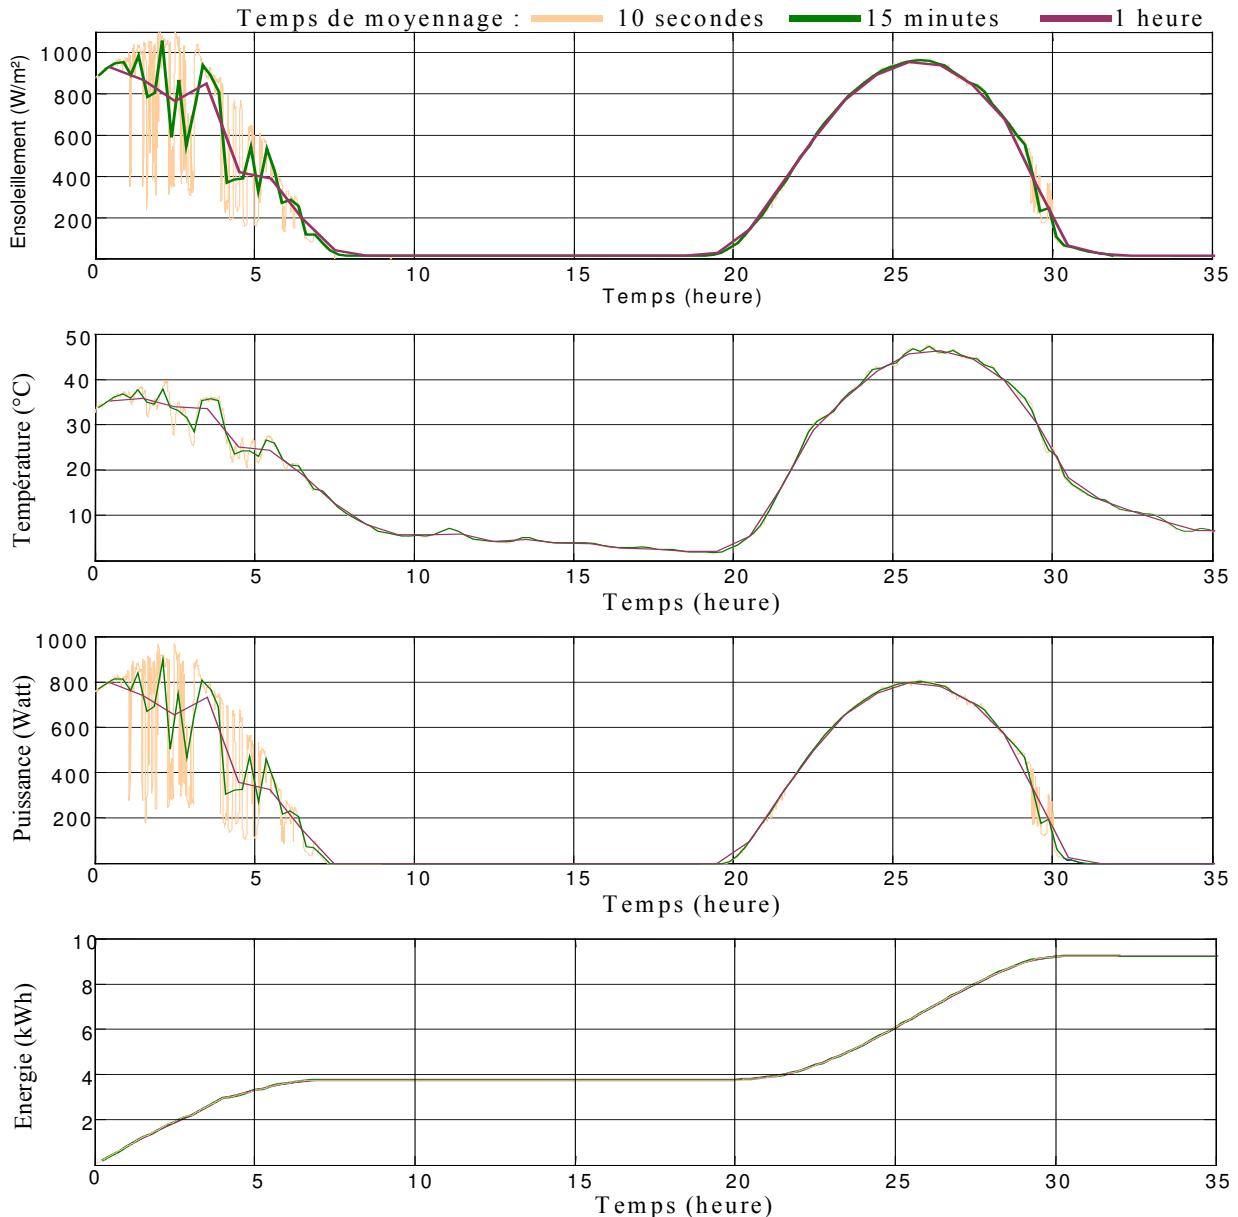 Temps de moyennage : 10 secondes 15 minutes 1 heure
Ensoleillement (W/m²)
1000
800
600
400
200
0 5 10 15 20 25 30 35
Temps (heure)
Température (°C)
50
40
30
20
10
0 5 10 15 20 25 30 35
Temps (heure)
Puissance (Watt)
1000
800
600
400
200
0 5 10 15 20 25 30 35
Temps (heure)
Energie (kWh)
10
8
6
4
2
0 5 10 15 20 25 30 35
Temps (heure)